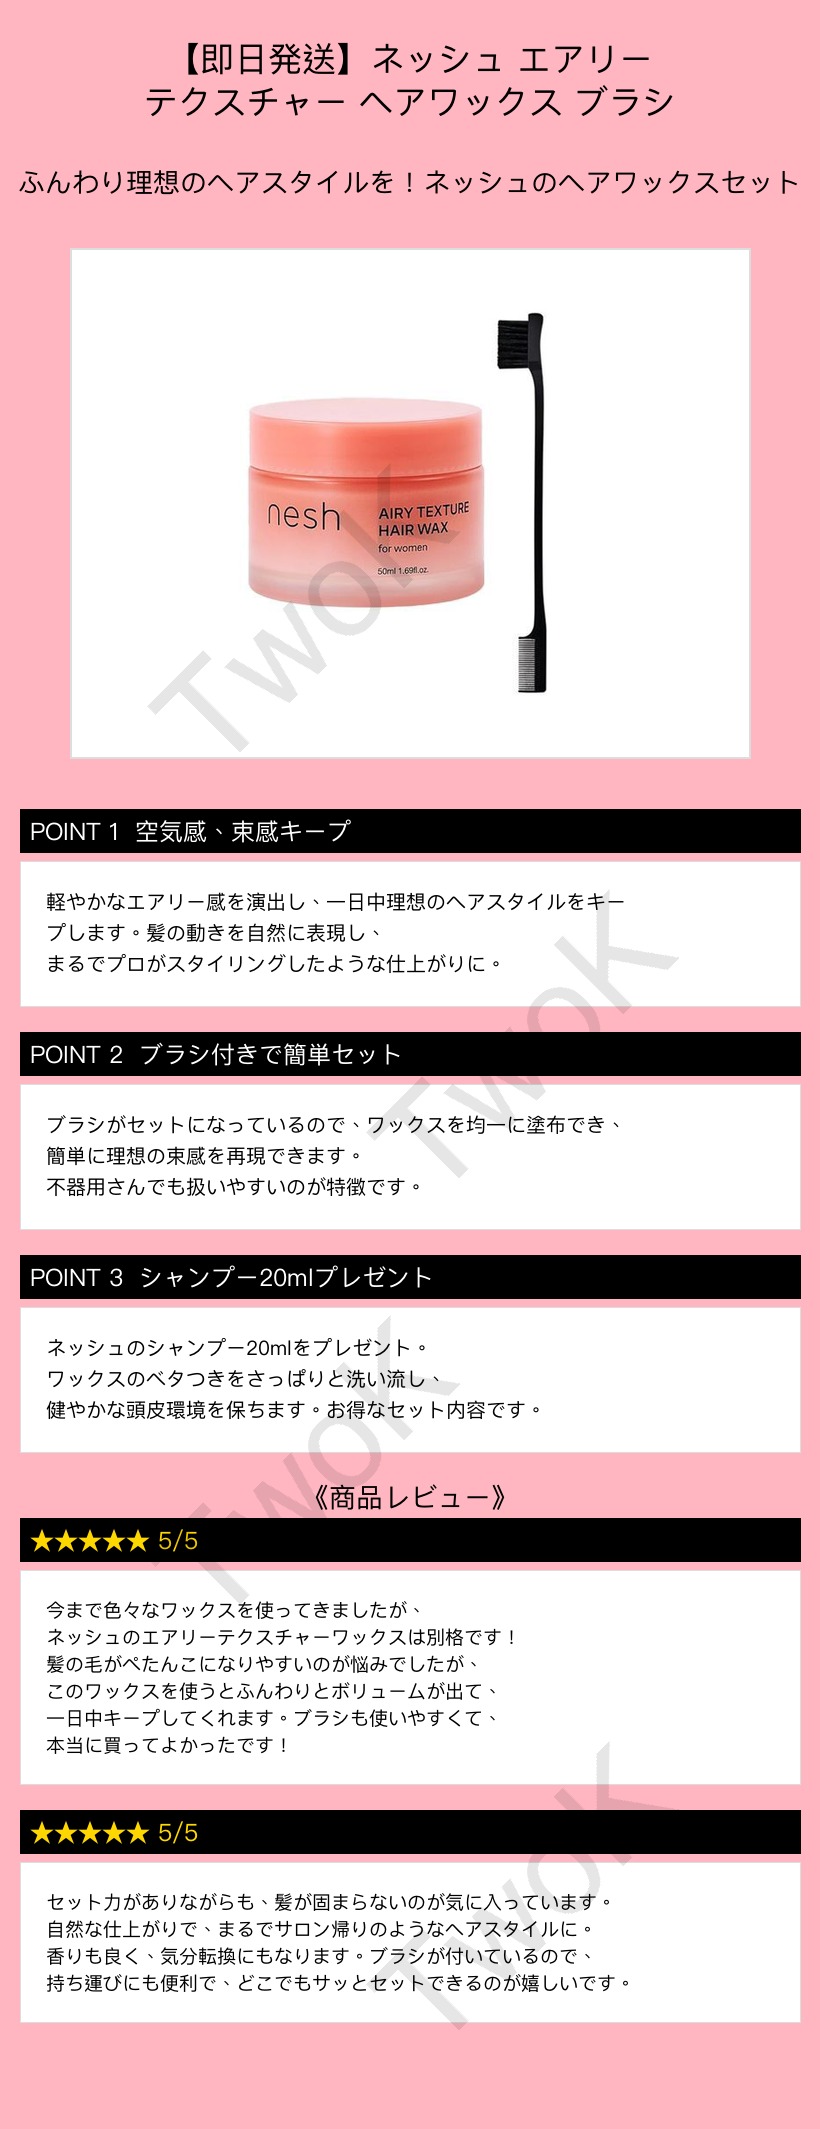 【即日発送】ネッシュ エアリー
テクスチャー ヘアワックス ブラシ
ふんわり理想のヘアスタイルを！ネッシュのヘアワックスセット
nesh
AIRY TEXTURE
HAIR WAX
for women
50ml 1.69fl.oz.
TwoK
POINT 1 空気感、束感キープ
軽やかなエアリー感を演出し、一日中理想のヘアスタイルをキー
プします。髪の動きを自然に表現し、
まるでプロがスタイリングしたような仕上がりに。
TwoK
POINT 2 ブラシ付きで簡単セット
ブラシがセットになっているので、ワックスを均一に塗布でき、
簡単に理想の束感を再現できます。
不器用さんでも扱いやすいのが特徴です。
POINT 3 シャンプー20mlプレゼント
ネッシュのシャンプー20mlをプレゼント。
ワックスのベタつきをさっぱりと洗い流し、
健やかな頭皮環境を保ちます。お得なセット内容です。
TwoK
《商品レビュー》
★★★★★ 5/5
今まで色々なワックスを使ってきましたが、
ネッシュのエアリーテクスチャーワックスは別格です！
髪の毛がぺたんこになりやすいのが悩みでしたが、
このワックスを使うとふんわりとボリュームが出て、
一日中キープしてくれます。ブラシも使いやすくて、
本当に買ってよかったです！
★★★★★ 5/5
セット力がありながらも、髪が固まらないのが気に入っています。
自然な仕上がりで、まるでサロン帰りのようなヘアスタイルに。
香りも良く、気分転換にもなります。ブラシが付いているので、
持ち運びにも便利で、どこでもサッとセットできるのが嬉しいです。
TwoK